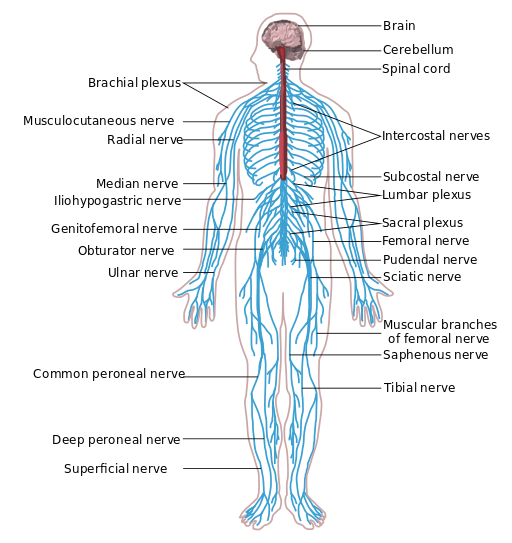 Brain
Cerebellum
Spinal cord
Brachial plexus
Musculocutaneous nerve
Radial nerve
Intercostal nerves
Median nerve
Subcostal nerve
Iliohypogastric nerve
Lumbar plexus
Genitofemoral nerve
Sacral plexus
Femoral nerve
Obturator nerve
Pudendal nerve
Ulnar nerve
Sciatic nerve
Muscular branches
of femoral nerve
Saphenous nerve
Common peroneal nerve
Tibial nerve
Deep peroneal nerve
Superficial nerve